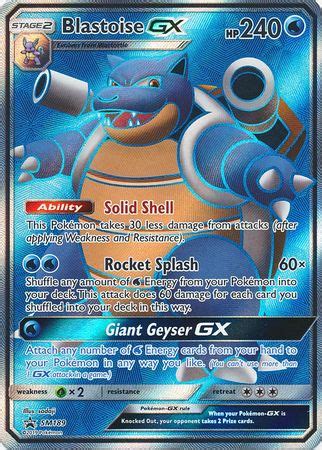 STAGE2 Blastoise GX HP240
Evolves from Wartortle
Ability Solid Shell
This Pokémon takes 30 less damage from attacks (after
applying Weakness and Resistance).
Rocket Splash 60×
Shuffle any amount of Energy from your Pokémon into
your deck. This attack does 60 damage for each card you
shuffled into your deck in this way.
Giant Geyser GX
Attach any number of Energy cards from your hand
to your Pokémon in any way you like. (You can't use more than
1 GX attack in a game.)
weakness ×2 resistance retreat
illus. sadaji
SM189
©2019 Pokémon
Pokémon-GX rule
When your Pokémon-GX is Knocked Out, your opponent takes 2 Prize cards.